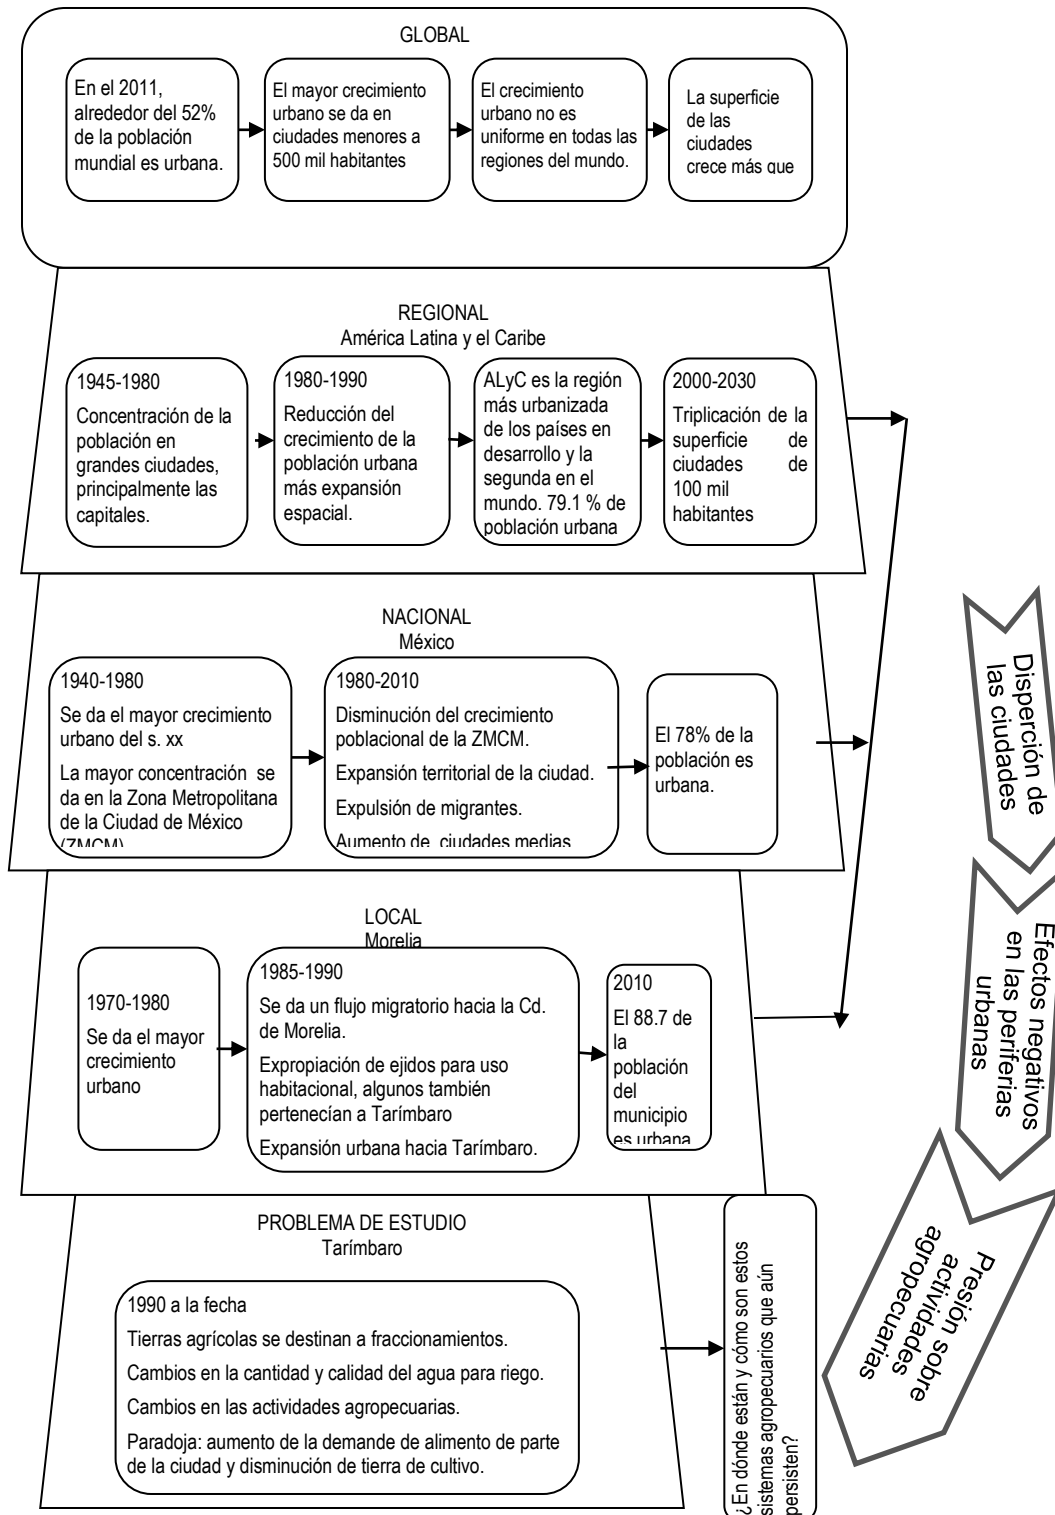 GLOBAL
En el 2011,
alrededor del 52%
de la población
mundial es urbana.
El mayor crecimiento
urbano se da en
ciudades menores a
500 mil habitantes
El crecimiento
urbano no es
uniforme en todas las
regiones del mundo.
La superficie
de las
ciudades
crece más que
REGIONAL
América Latina y el Caribe
1945-1980
Concentración de la
población en
grandes ciudades,
principalmente las
capitales.
1980-1990
Reducción del
crecimiento de la
población urbana
más expansión
espacial.
ALyC es la región
más urbanizada
de los países en
desarrollo y la
segunda en el
mundo. 79.1 % de
población urbana
2000-2030
Triplicación de la
superficie de
ciudades de
100 mil
habitantes
NACIONAL
México
1940-1980
Se da el mayor crecimiento
urbano del s. xx
La mayor concentración se
da en la Zona Metropolitana
de la Ciudad de México
(ZMCM)
1980-2010
Disminución del crecimiento
poblacional de la ZMCM.
Expansión territorial de la ciudad.
Expulsión de migrantes.
Aumento de ciudades medias
El 78% de la
población es
urbana.
LOCAL
Morelia
1970-1980
Se da el mayor
crecimiento
urbano
1985-1990
Se da un flujo migratorio hacia la Cd.
de Morelia.
Expropiación de ejidos para uso
habitacional, algunos también
pertenecían a Tarímbaro
Expansión urbana hacia Tarímbaro.
2010
El 88.7 de
la
población
del
municipio
es urbana
PROBLEMA DE ESTUDIO
Tarímbaro
1990 a la fecha
Tierras agrícolas se destinan a fraccionamientos.
Cambios en la cantidad y calidad del agua para riego.
Cambios en las actividades agropecuarias.
Paradoja: aumento de la demande de alimento de parte
de la ciudad y disminución de tierra de cultivo.
¿En dónde están y cómo son estos
sistemas agropecuarios que aún
persisten?
Disperción de
las ciudades
Efectos negativos
en las periferias
urbanas
Presión sobre
actividades
agropecuarias